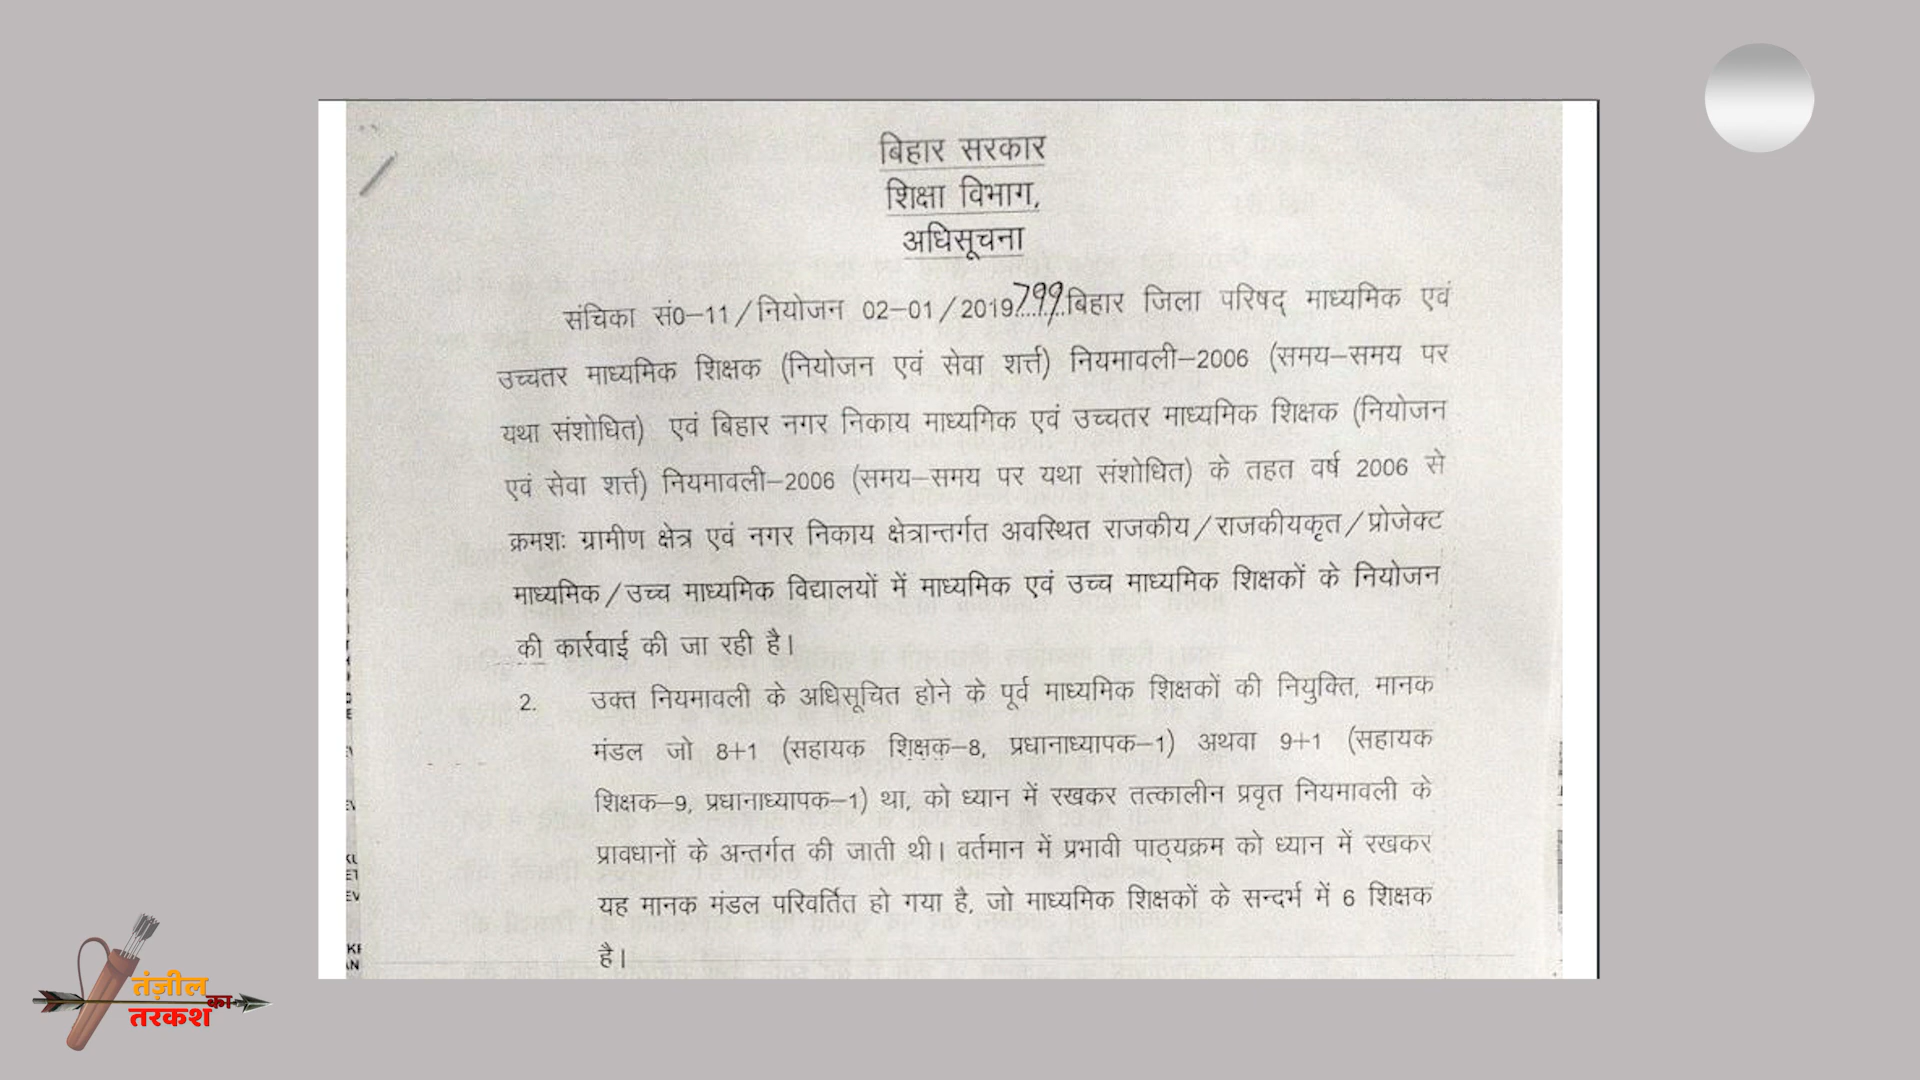 बिहार सरकार
शिक्षा विभाग,
अधिसूचना
संचिका सं0–11/नियोजन 02–01/2019.799.बिहार जिला परिषद् माध्यमिक एवं
उच्चतर माध्यमिक शिक्षक (नियोजन एवं सेवा शर्त्त) नियमावली–2006 (समय–समय पर
यथा संशोधित) एवं बिहार नगर निकाय माध्यमिक एवं उच्चतर माध्यमिक शिक्षक (नियोजन
एवं सेवा शर्त्त) नियमावली–2006 (समय–समय पर यथा संशोधित) के तहत वर्ष 2006 से
क्रमशः ग्रामीण क्षेत्र एवं नगर निकाय क्षेत्रान्तर्गत अवस्थित राजकीय/राजकीयकृत/प्रोजेक्ट
माध्यमिक/उच्च माध्यमिक विद्यालयों में माध्यमिक एवं उच्च माध्यमिक शिक्षकों के नियोजन
की कार्रवाई की जा रही है।
2. उक्त नियमावली के अधिसूचित होने के पूर्व माध्यमिक शिक्षकों की नियुक्ति, मानक
मंडल जो 8+1 (सहायक शिक्षक–8, प्रधानाध्यापक–1) अथवा 9+1 (सहायक
शिक्षक–9, प्रधानाध्यापक–1) था, को ध्यान में रखकर तत्कालीन प्रवृत नियमावली के
प्रावधानों के अन्तर्गत की जाती थी। वर्तमान में प्रभावी पाठ्यक्रम को ध्यान में रखकर
यह मानक मंडल परिवर्तित हो गया है, जो माध्यमिक शिक्षकों के सन्दर्भ में 6 शिक्षक
है।
तंज़ील
का
तरकश